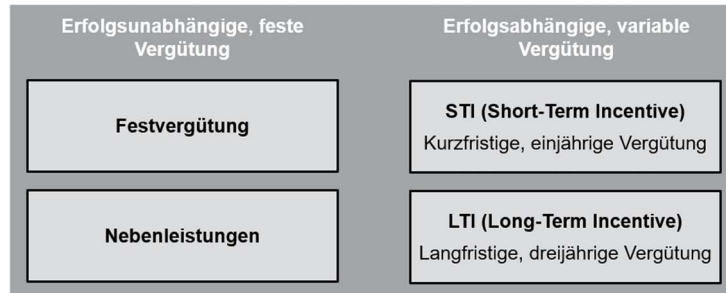 Erfolgsunabhängige, feste
Vergütung
Festvergütung
Nebenleistungen
Erfolgsabhängige, variable
Vergütung
STI (Short-Term Incentive)
Kurzfristige, einjährige Vergütung
LTI (Long-Term Incentive)
Langfristige, dreijährige Vergütung